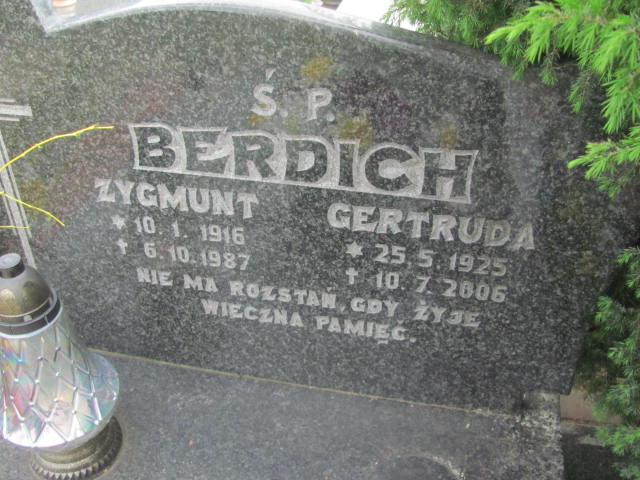 Ś. P.
BERDICH
ZYGMUNT
* 10. 1. 1916
✝ 6. 10. 1987
GERTRUDA
* 25. 5. 1925
✝ 10. 7. 2006
NIE MA ROZSTAŃ, GDY ŻYJE
WIECZNA PAMIĘĆ.